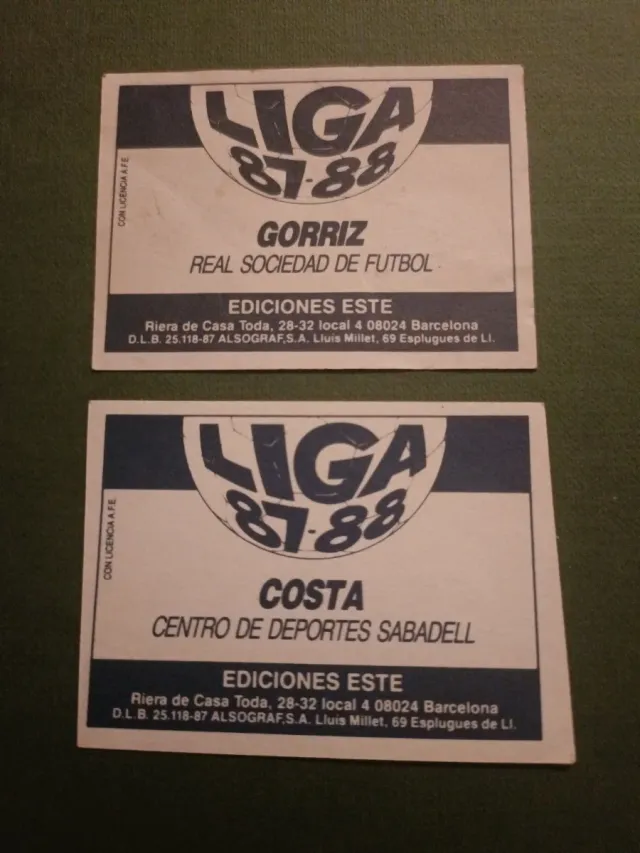 LIGA
87-88
CON LICENCIA A.F.E.
GORRIZ
REAL SOCIEDAD DE FUTBOL
EDICIONES ESTE
Riera de Casa Toda, 28-32 local 4 08024 Barcelona
D.L.B. 25.118-87 ALSOGRAF,S.A. Lluis Millet, 69 Esplugues de Ll.
LIGA
87-88
CON LICENCIA A.F.E.
COSTA
CENTRO DE DEPORTES SABADELL
EDICIONES ESTE
Riera de Casa Toda, 28-32 local 4 08024 Barcelona
D.L.B. 25.118-87 ALSOGRAF,S.A. Lluis Millet, 69 Esplugues de Ll.